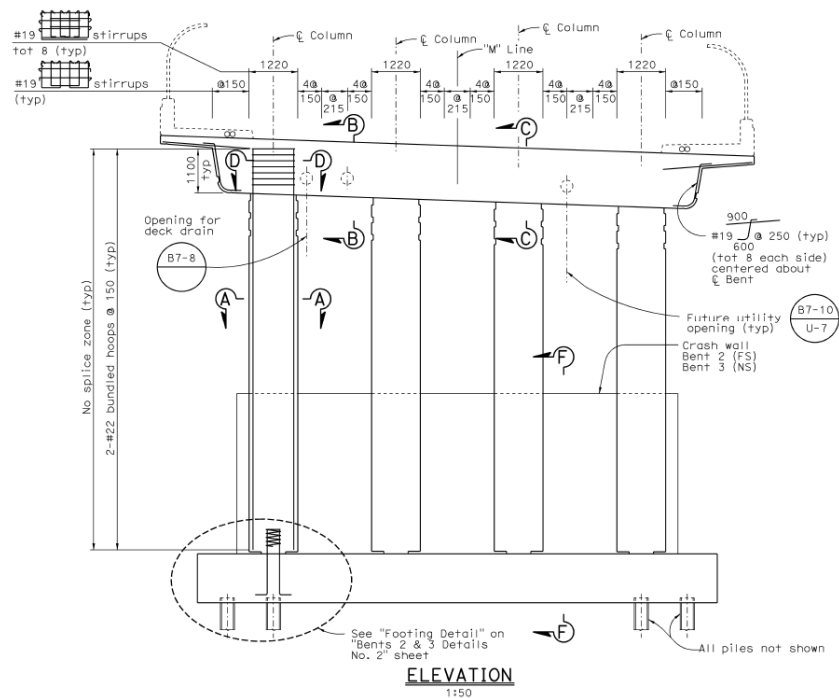 #19 stirrups
tot 8 (typ)
#19 stirrups
(typ)
℄ Column
℄ Column
"M" Line
℄ Column
℄ Column
1220
1220
1220
1220
@150
4@
150
@
215
4@
150
4@
150
@
215
4@
150
4@
150
@
215
4@
150
@150
B
C
D
D
1100
typ
Opening for
deck drain
B7-8
B
C
A
A
900
#19 @ 250 (typ)
600
(tot 8 each side)
centered about
℄ Bent
Future utility
opening (typ)
B7-10
U-7
Crash wall
Bent 2 (FS)
Bent 3 (NS)
F
No splice zone (typ)
2-#22 bundled hoops @ 150 (typ)
See "Footing Detail" on
"Bents 2 & 3 Details
No. 2" sheet
F
All piles not shown
ELEVATION
1:50